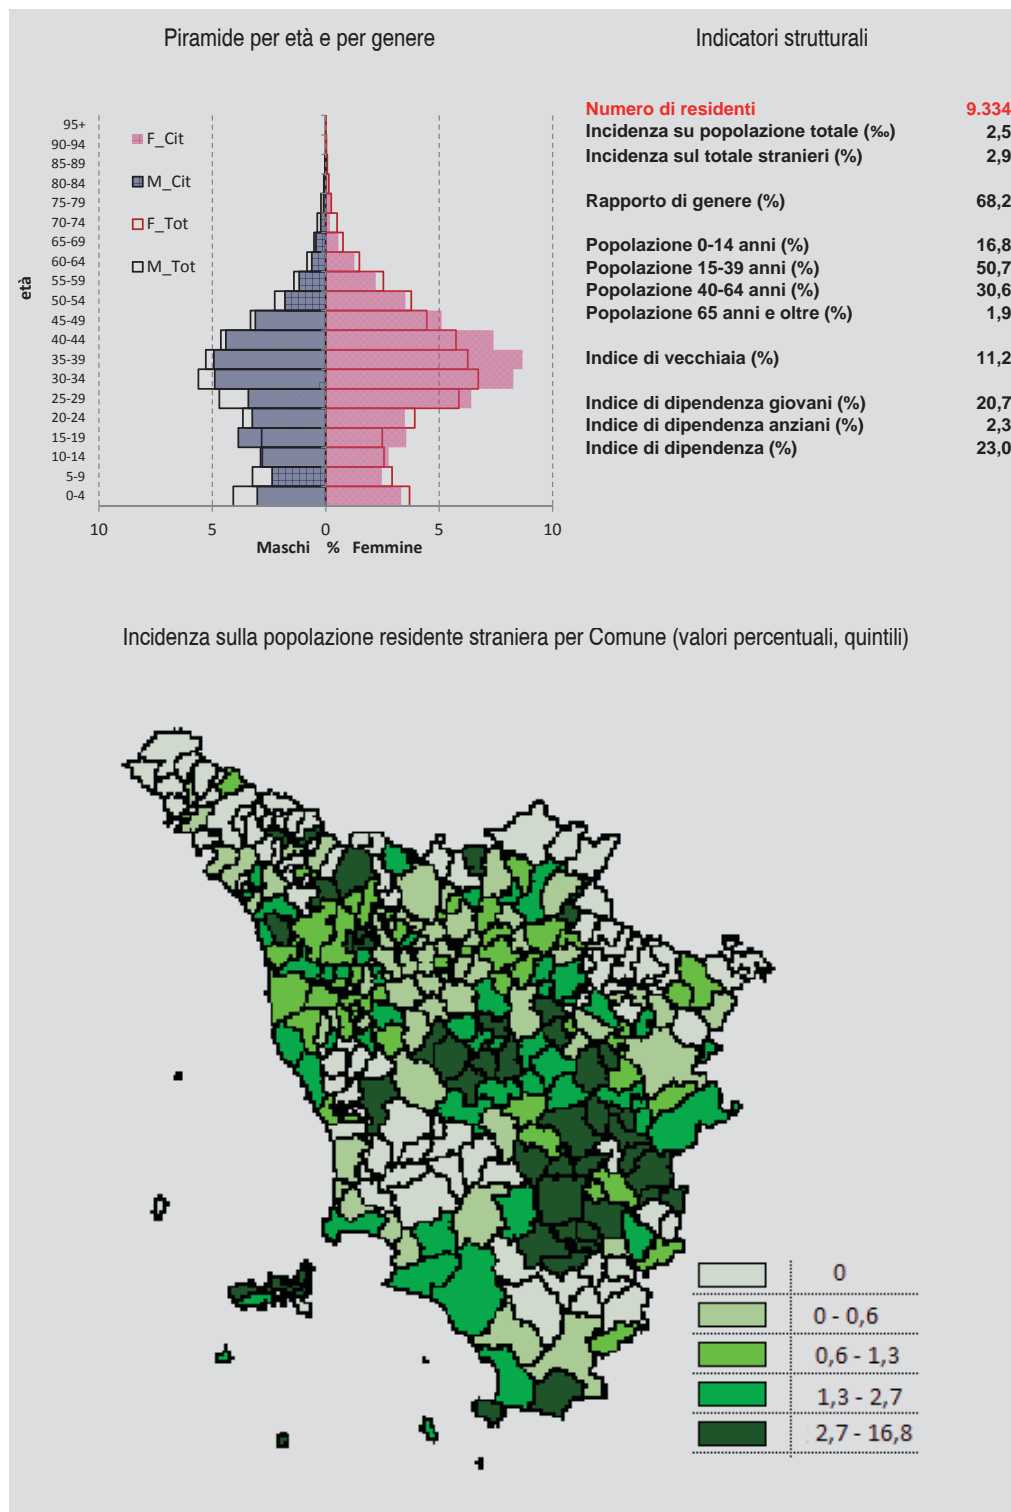 Piramide per età e per genere
95+
90-94
85-89
80-84
75-79
70-74
65-69
60-64
55-59
50-54
45-49
40-44
35-39
30-34
25-29
20-24
15-19
10-14
5-9
0-4
età
F_Cit
M_Cit
F_Tot
M_Tot
10 5 0 5 10
Maschi % Femmine
Indicatori strutturali
Numero di residenti 9.334
Incidenza su popolazione totale (‰) 2,5
Incidenza sul totale stranieri (%) 2,9
Rapporto di genere (%) 68,2
Popolazione 0-14 anni (%) 16,8
Popolazione 15-39 anni (%) 50,7
Popolazione 40-64 anni (%) 30,6
Popolazione 65 anni e oltre (%) 1,9
Indice di vecchiaia (%) 11,2
Indice di dipendenza giovani (%) 20,7
Indice di dipendenza anziani (%) 2,3
Indice di dipendenza (%) 23,0
Incidenza sulla popolazione residente straniera per Comune (valori percentuali, quintili)
0
0 - 0,6
0,6 - 1,3
1,3 - 2,7
2,7 - 16,8